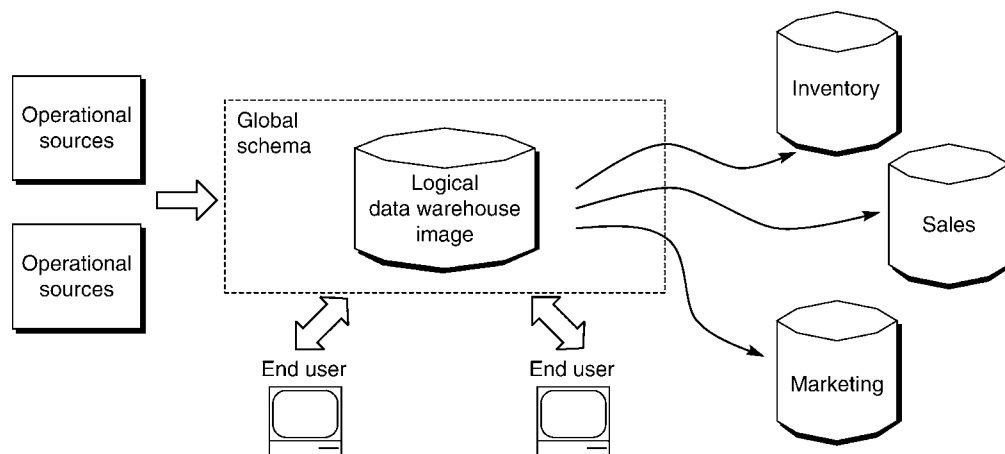 Operational
sources
Operational
sources
Global
schema
Logical
data warehouse
image
Inventory
Sales
Marketing
End user
End user